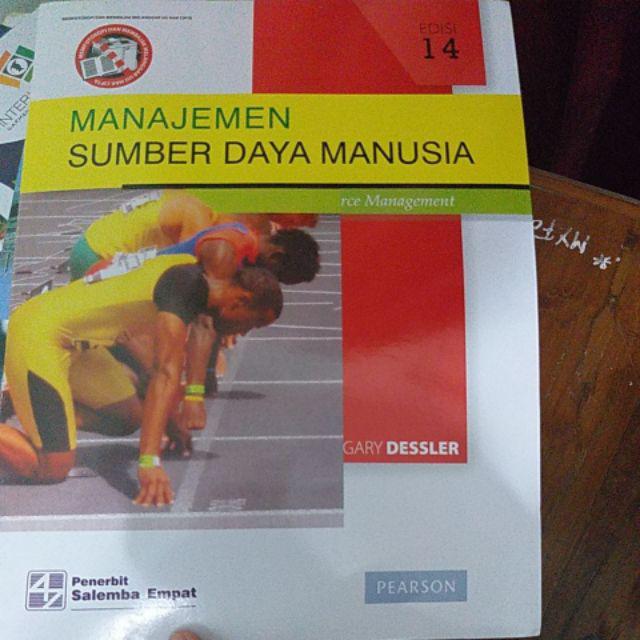 EDISI
14
MANAJEMEN
SUMBER DAYA MANUSIA
rce Management
GARY DESSLER
Penerbit
Salemba Empat
PEARSON